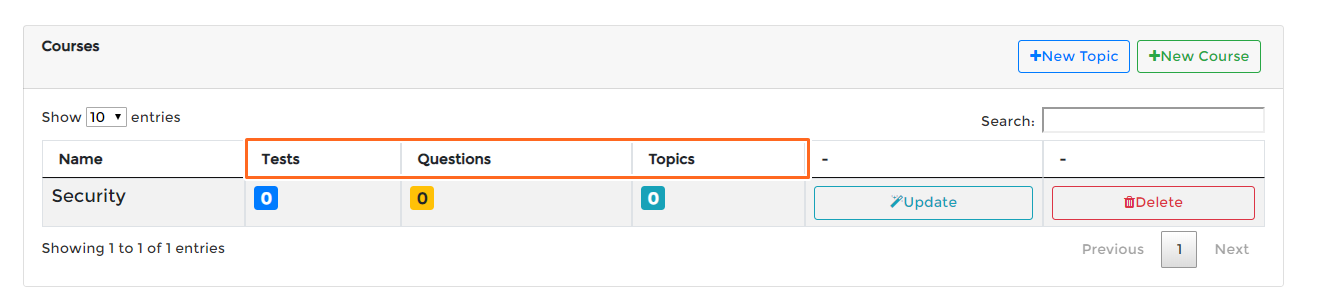 Courses
+New Topic +New Course
Show 10 entries Search:
Name Tests Questions Topics - -
Security 0 0 0 Update Delete
Showing 1 to 1 of 1 entries Previous 1 Next